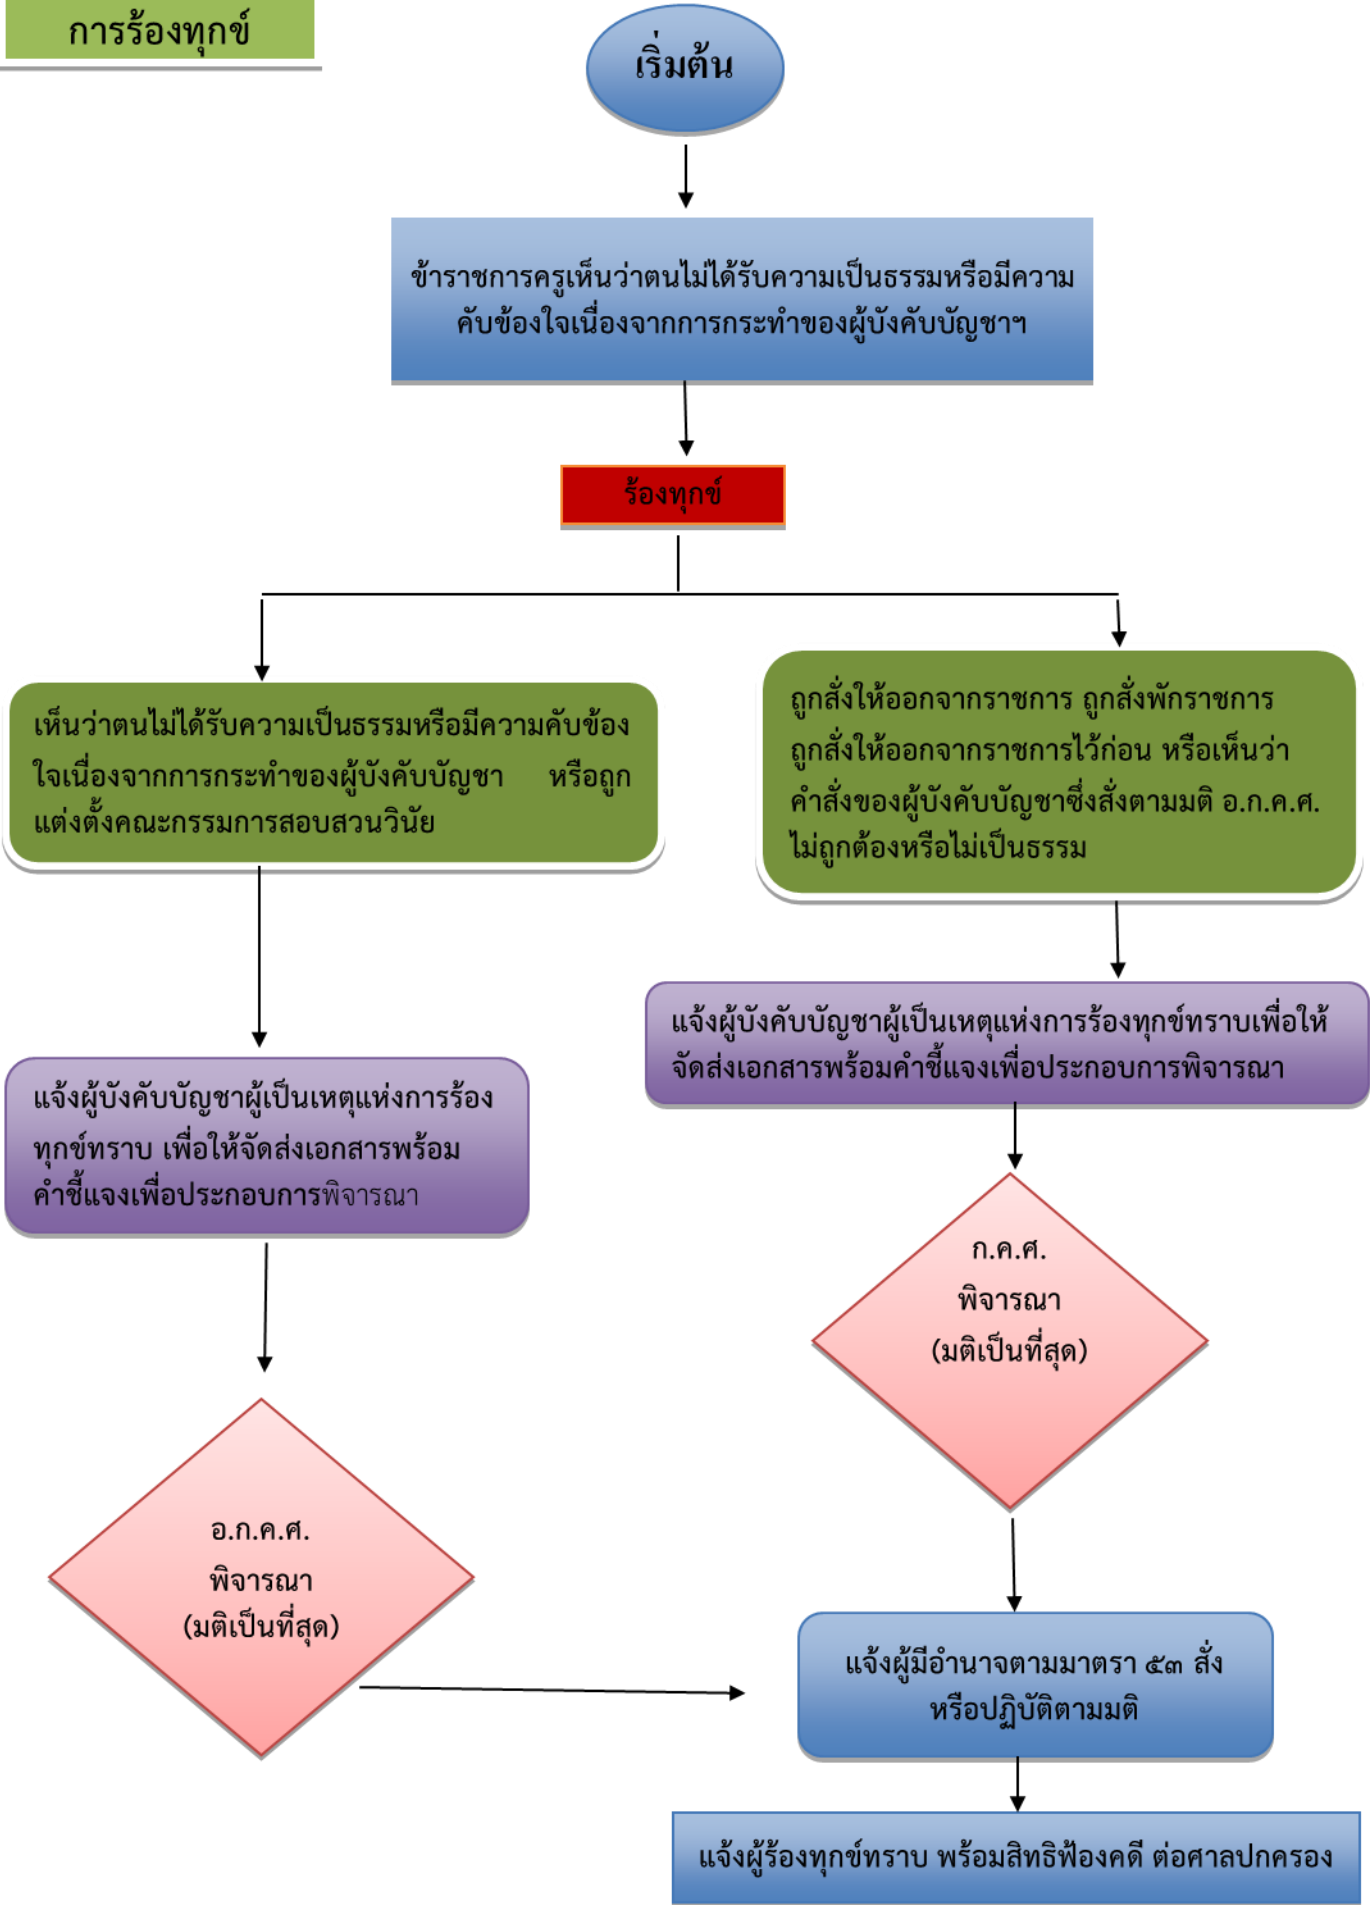 การร้องทุกข์
เริ่มต้น
ข้าราชการครูเห็นว่าตนไม่ได้รับความเป็นธรรมหรือมีความ
คับข้องใจเนื่องจากการกระทำของผู้บังคับบัญชาฯ
ร้องทุกข์
เห็นว่าตนไม่ได้รับความเป็นธรรมหรือมีความคับข้อง
ใจเนื่องจากการกระทำของผู้บังคับบัญชา หรือถูก
แต่งตั้งคณะกรรมการสอบสวนวินัย
ถูกสั่งให้ออกจากราชการ ถูกสั่งพักราชการ
ถูกสั่งให้ออกจากราชการไว้ก่อน หรือเห็นว่า
คำสั่งของผู้บังคับบัญชาซึ่งสั่งตามมติ อ.ก.ค.ศ.
ไม่ถูกต้องหรือไม่เป็นธรรม
แจ้งผู้บังคับบัญชาผู้เป็นเหตุแห่งการร้อง
ทุกข์ทราบ เพื่อให้จัดส่งเอกสารพร้อม
คำชี้แจงเพื่อประกอบการพิจารณา
แจ้งผู้บังคับบัญชาผู้เป็นเหตุแห่งการร้องทุกข์ทราบเพื่อให้
จัดส่งเอกสารพร้อมคำชี้แจงเพื่อประกอบการพิจารณา
ก.ค.ศ.
พิจารณา
(มติเป็นที่สุด)
อ.ก.ค.ศ.
พิจารณา
(มติเป็นที่สุด)
แจ้งผู้มีอำนาจตามมาตรา ๕๓ สั่ง
หรือปฏิบัติตามมติ
แจ้งผู้ร้องทุกข์ทราบ พร้อมสิทธิฟ้องคดี ต่อศาลปกครอง